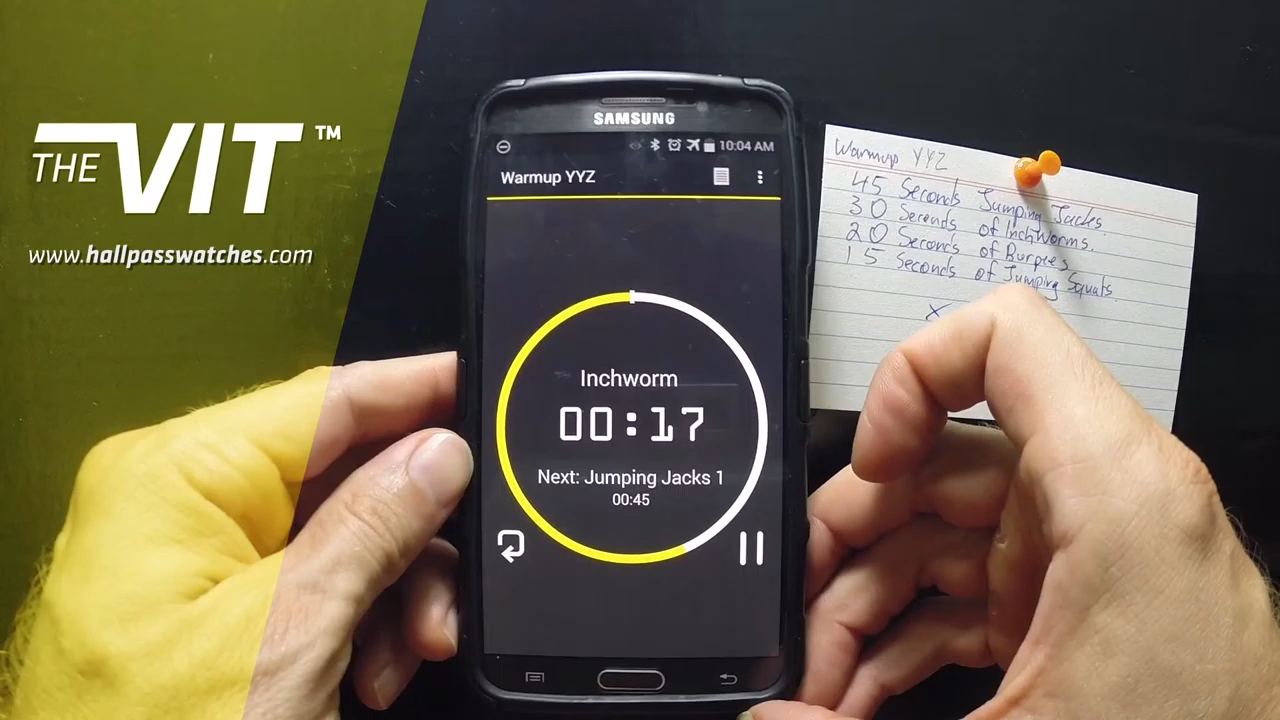 THE VIT™
www.hallpasswatches.com
SAMSUNG
10:04 AM
Warmup YYZ
Inchworm
00:17
Next: Jumping Jacks 1
00:45
Warmup YYZ
45 Seconds Jumping Jacks
30 Seconds of InchWorms.
20 Seconds of Burpees
15 Seconds of Jumping Squats
x